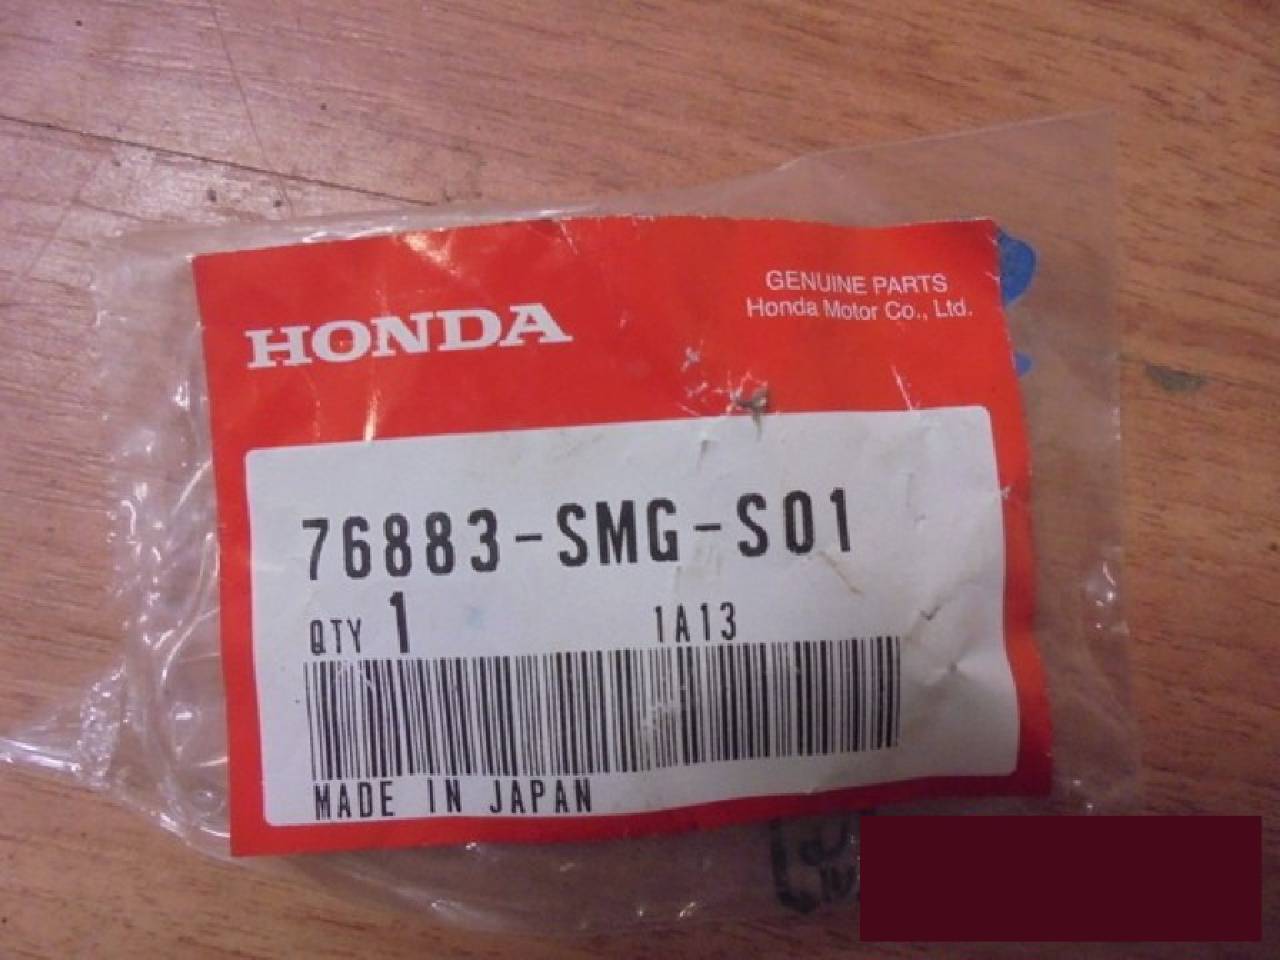 HONDA
GENUINE PARTS
Honda Motor Co., Ltd.
76883-SMG-S01
QTY 1 1A13
MADE IN JAPAN